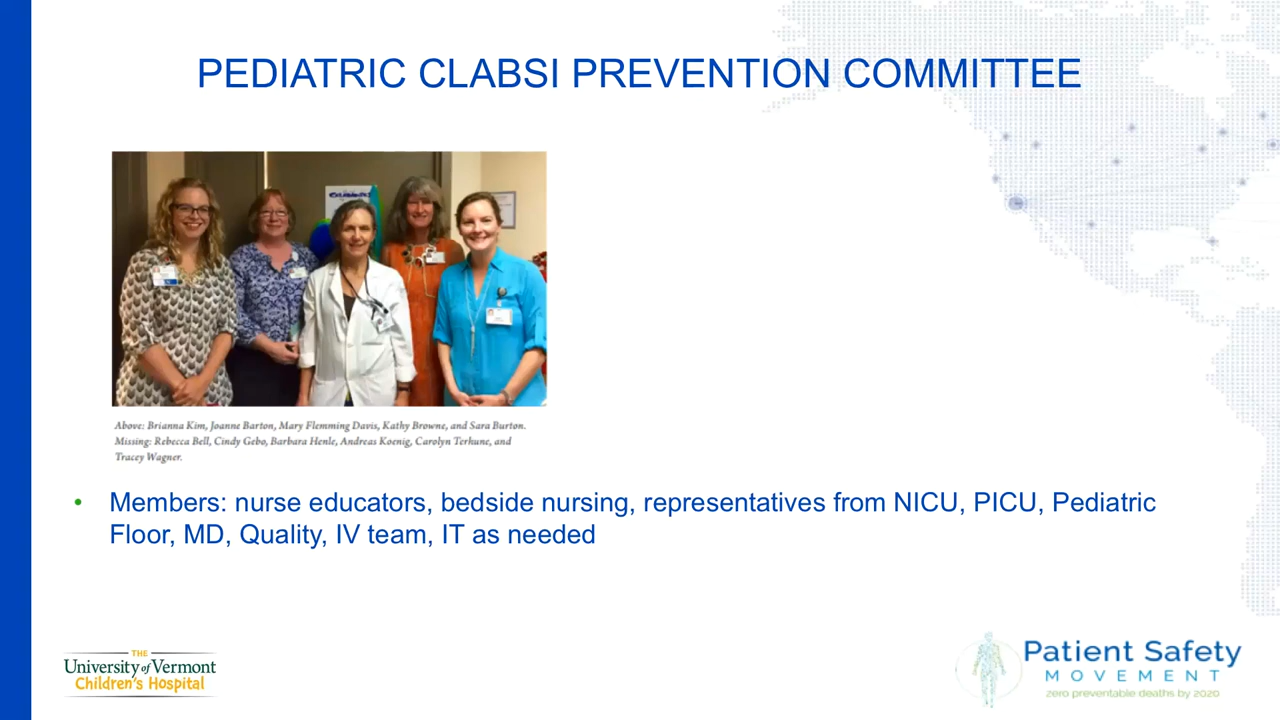 PEDIATRIC CLABSI PREVENTION COMMITTEE
Above: Brianna Kim, Joanne Barton, Mary Flemming Davis, Kathy Browne, and Sara Burton.
Missing: Rebecca Bell, Cindy Gebo, Barbara Henle, Andreas Koenig, Carolyn Terhune, and
Tracey Wagner.
• Members: nurse educators, bedside nursing, representatives from NICU, PICU, Pediatric
Floor, MD, Quality, IV team, IT as needed
THE
University of Vermont
Children's Hospital
Patient Safety
MOVEMENT
zero preventable deaths by 2020